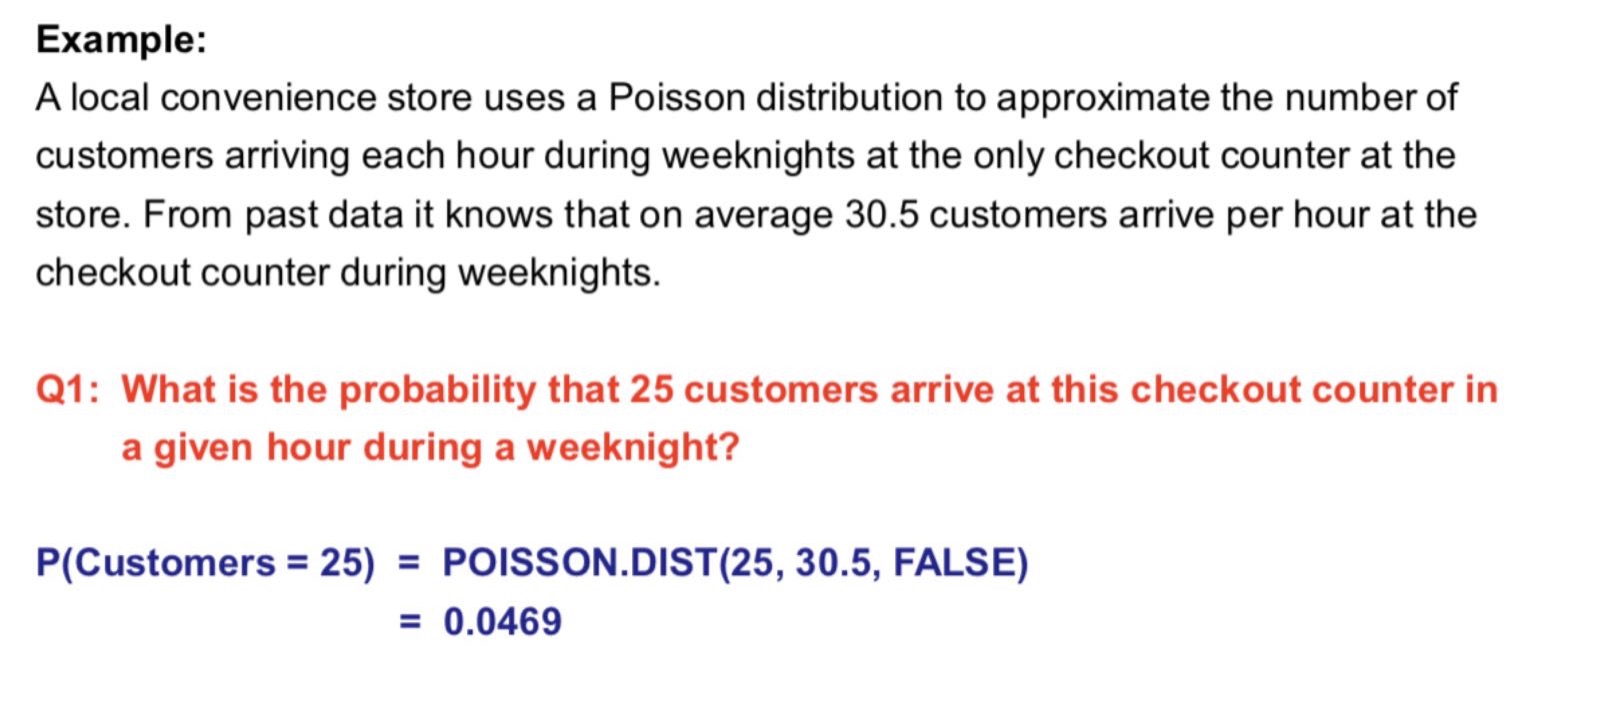 Example:
A local convenience store uses a Poisson distribution to approximate the number of
customers arriving each hour during weeknights at the only checkout counter at the
store. From past data it knows that on average 30.5 customers arrive per hour at the
checkout counter during weeknights.
Q1: What is the probability that 25 customers arrive at this checkout counter in
a given hour during a weeknight?
P(Customers = 25) = POISSON.DIST(25, 30.5, FALSE)
= 0.0469